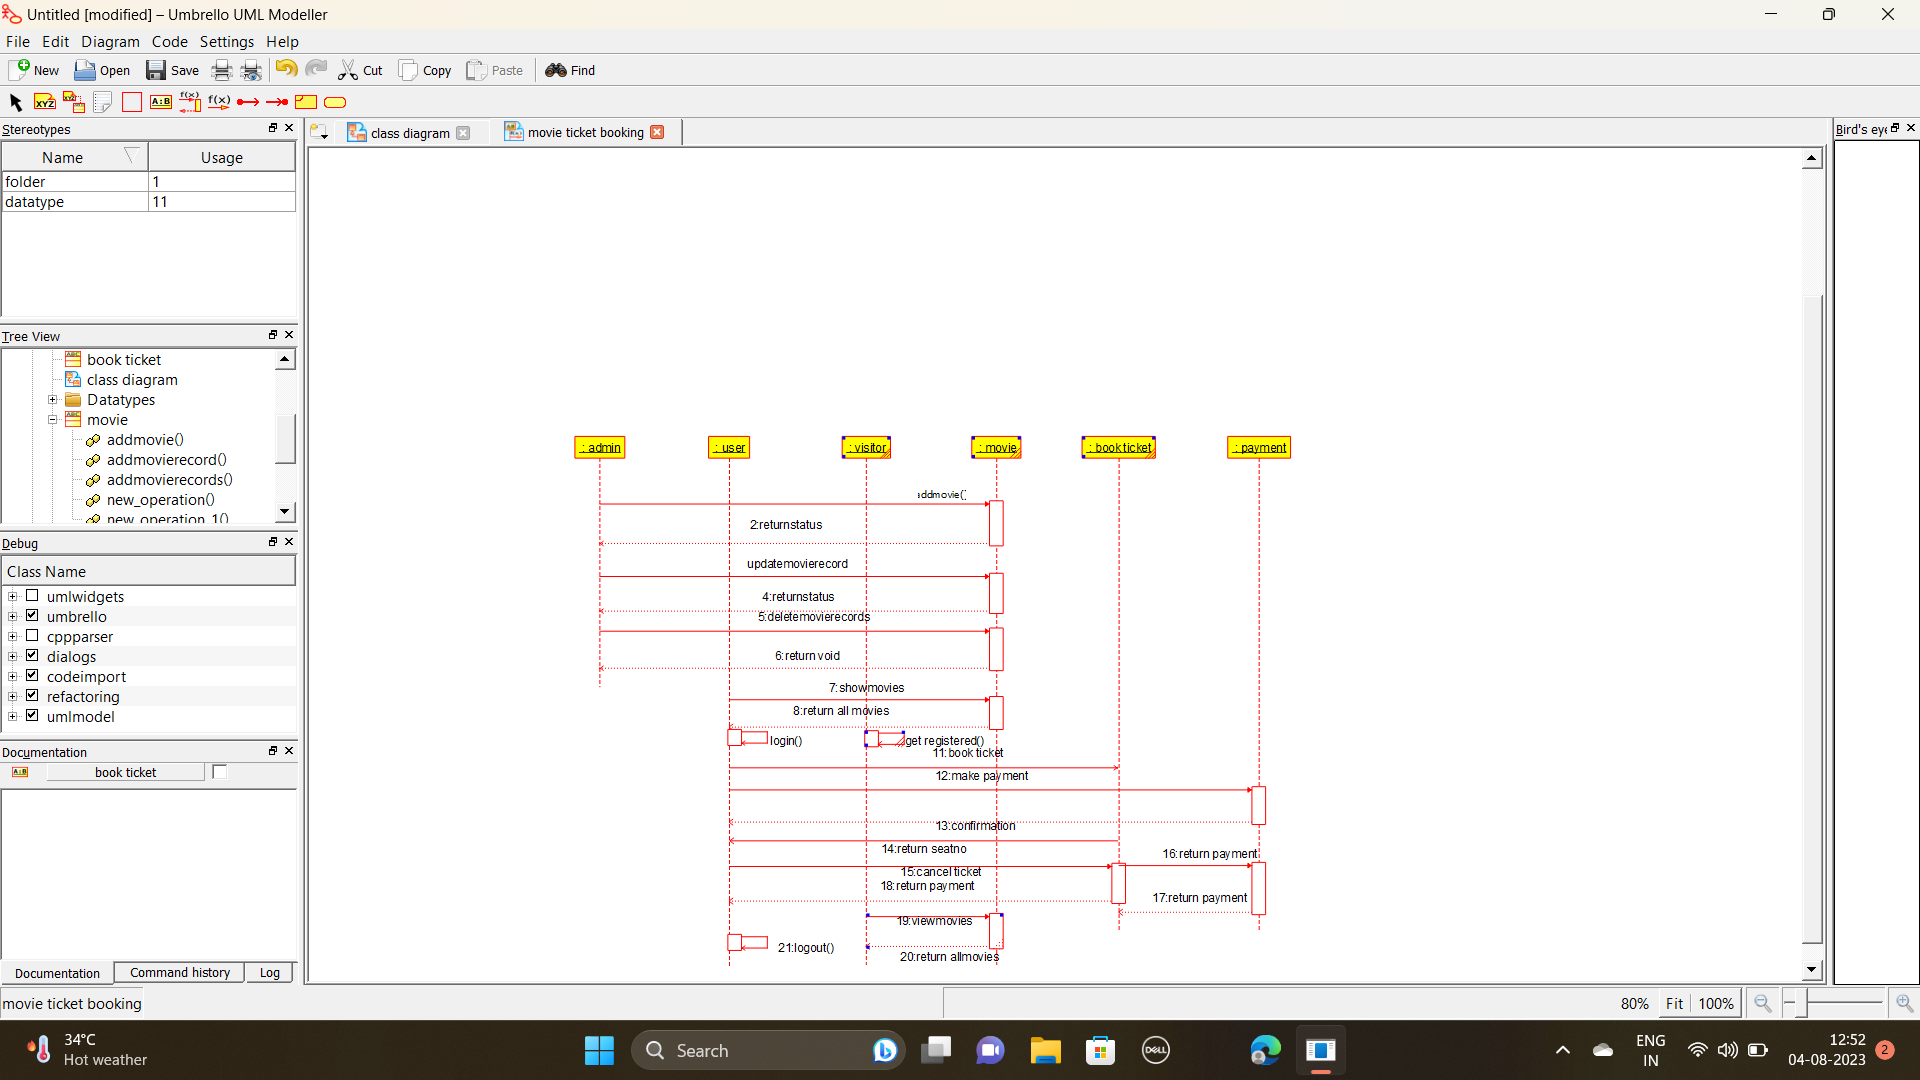 Untitled [modified] – Umbrello UML Modeller
File Edit Diagram Code Settings Help
New Open Save Cut Copy Paste Find
XYZ XYZ A:B f(x) f(x)
Stereotypes
class diagram movie ticket booking
Bird's eye
Name Usage
folder 1
datatype 11
Tree View
book ticket
class diagram
Datatypes
movie
addmovie()
addmovierecord()
addmovierecords()
new_operation()
new_operation_1()
Debug
Class Name
umlwidgets
umbrello
cppparser
dialogs
codeimport
refactoring
umlmodel
Documentation
A:B book ticket
Documentation Command history Log
: admin : user : visitor : movie : book ticket : payment
addmovie()
2:returnstatus
updatemovierecord
4:returnstatus
5:deletemovierecords
6:return void
7:showmovies
8:return all movies
login() get registered()
11:book ticket
12:make payment
13:confirmation
14:return seatno
16:return payment
15:cancel ticket
18:return payment
17:return payment
19:viewmovies
21:logout()
20:return allmovies
movie ticket booking
80% Fit 100%
34°C
Hot weather
Search
DELL
ENG
IN
12:52
04-08-2023
2